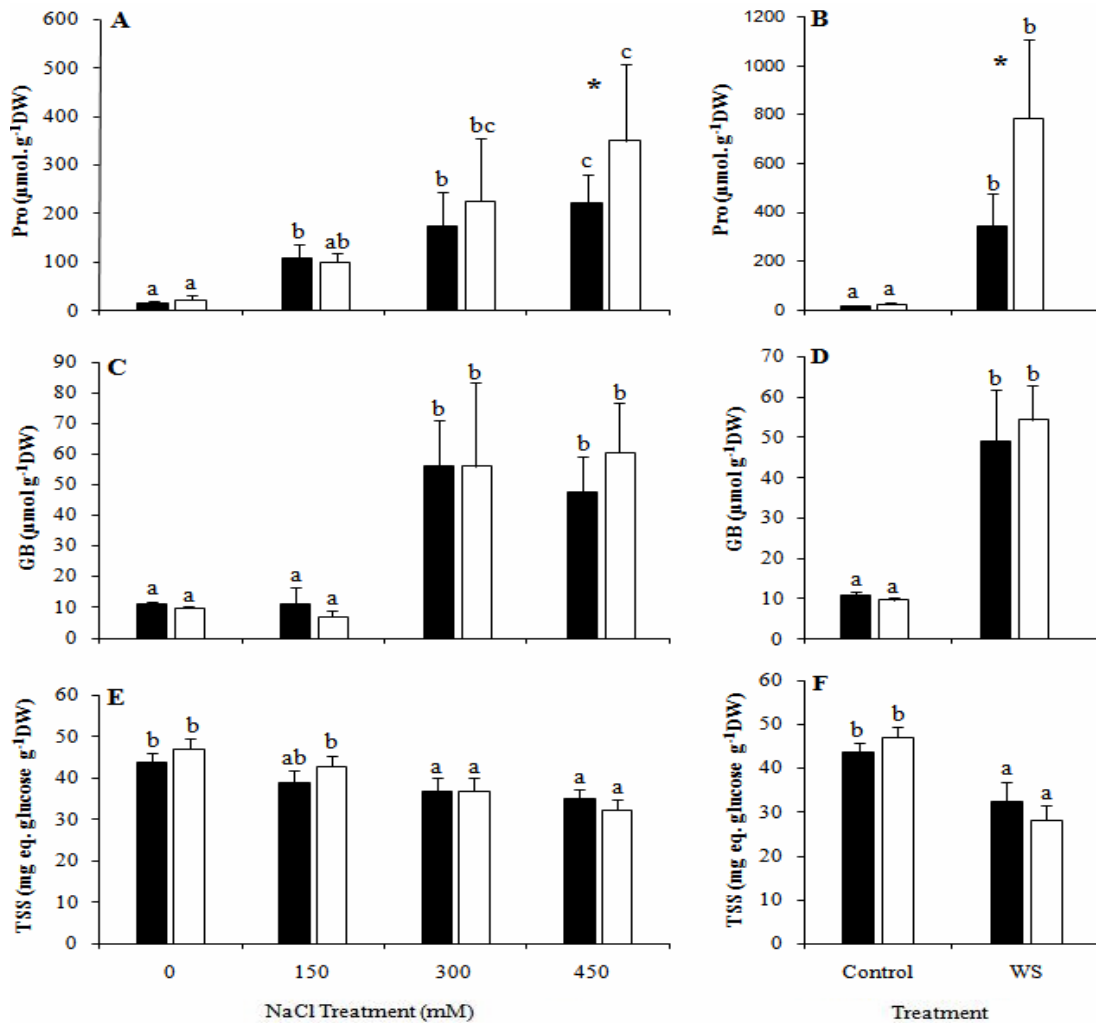 A
Pro (µmol. g-1DW)
600
500
400
300
200
100
0
a a b ab b bc c * c
B
Pro (µmol. g-1DW)
1200
1000
800
600
400
200
0
a a b * b
C
GB (µmol g-1DW)
90
80
70
60
50
40
30
20
10
0
a a a a b b b b
D
GB (µmol g-1DW)
70
60
50
40
30
20
10
0
a a b b
E
TSS (mg eq. glucose g-1DW)
60
50
40
30
20
10
0
b b ab b a a a a
0 150 300 450
NaCl Treatment (mM)
F
TSS (mg eq. glucose g-1DW)
60
50
40
30
20
10
0
b b a a
Control WS
Treatment